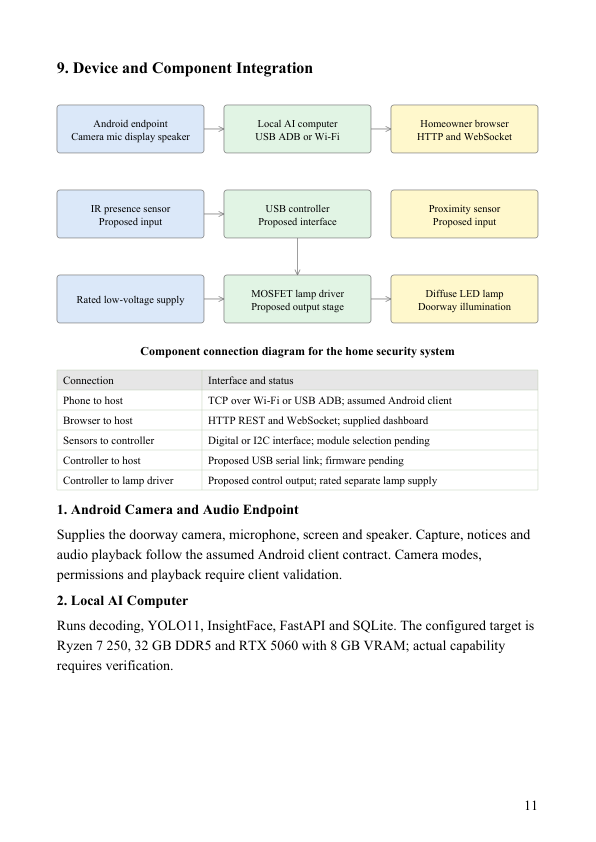 9. Device and Component Integration
Android endpoint
Camera mic display speaker
Local AI computer
USB ADB or Wi-Fi
Homeowner browser
HTTP and WebSocket
IR presence sensor
Proposed input
USB controller
Proposed interface
Proximity sensor
Proposed input
Rated low-voltage supply
MOSFET lamp driver
Proposed output stage
Diffuse LED lamp
Doorway illumination
Component connection diagram for the home security system
Connection Interface and status
Phone to host TCP over Wi-Fi or USB ADB; assumed Android client
Browser to host HTTP REST and WebSocket; supplied dashboard
Sensors to controller Digital or I2C interface; module selection pending
Controller to host Proposed USB serial link; firmware pending
Controller to lamp driver Proposed control output; rated separate lamp supply
1. Android Camera and Audio Endpoint
Supplies the doorway camera, microphone, screen and speaker. Capture, notices and
audio playback follow the assumed Android client contract. Camera modes,
permissions and playback require client validation.
2. Local AI Computer
Runs decoding, YOLO11, InsightFace, FastAPI and SQLite. The configured target is
Ryzen 7 250, 32 GB DDR5 and RTX 5060 with 8 GB VRAM; actual capability
requires verification.
11